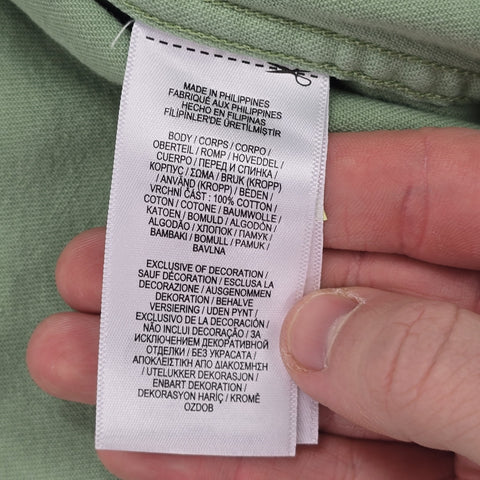 MADE IN PHILIPPINES
FABRIQUÉ AUX PHILIPPINES
HECHO EN FILIPINAS
FİLİPİNLER'DE ÜRETİLMİŞTİR
BODY / CORPS / CORPO /
OBERTEIL / ROMP / HOVEDDEL /
CUERPO / ПЕРЕД И СПИНКА /
КОРПУС / ΣΩΜΑ / BRUK (KROPP)
/ ANVÄND (KROPP) / BEDEN /
VRCHNÍ ČÁST : 100% COTTON /
COTON / COTONE / BAUMWOLLE /
KATOEN / BOMULD / ALGODÓN /
ALGODÃO / ХЛОПОК / ПАМУК /
ΒΑΜΒΑΚΙ / BOMULL / PAMUK /
BAVLNA
EXCLUSIVE OF DECORATION /
SAUF DÉCORATION / ESCLUSA LA
DECORAZIONE / AUSGENOMMEN
DEKORATION / BEHALVE
VERSIERING / UDEN PYNT /
EXCLUSIVO DE LA DECORACIÓN /
NÃO INCLUI DECORAÇÃO / ЗА
ИСКЛЮЧЕНИЕМ ДЕКОРАТИВНОЙ
ОТДЕЛКИ / БЕЗ УКРАСАТА /
ΑΠΟΚΛΕΙΣΤΙΚΗ ΑΠΟ ΔΙΑΚΟΣΜΗΣΗ
/ UTELUKKER DEKORASJON /
ENBART DEKORATION /
DEKORASYON HARİÇ / KROMĚ
OZDOB